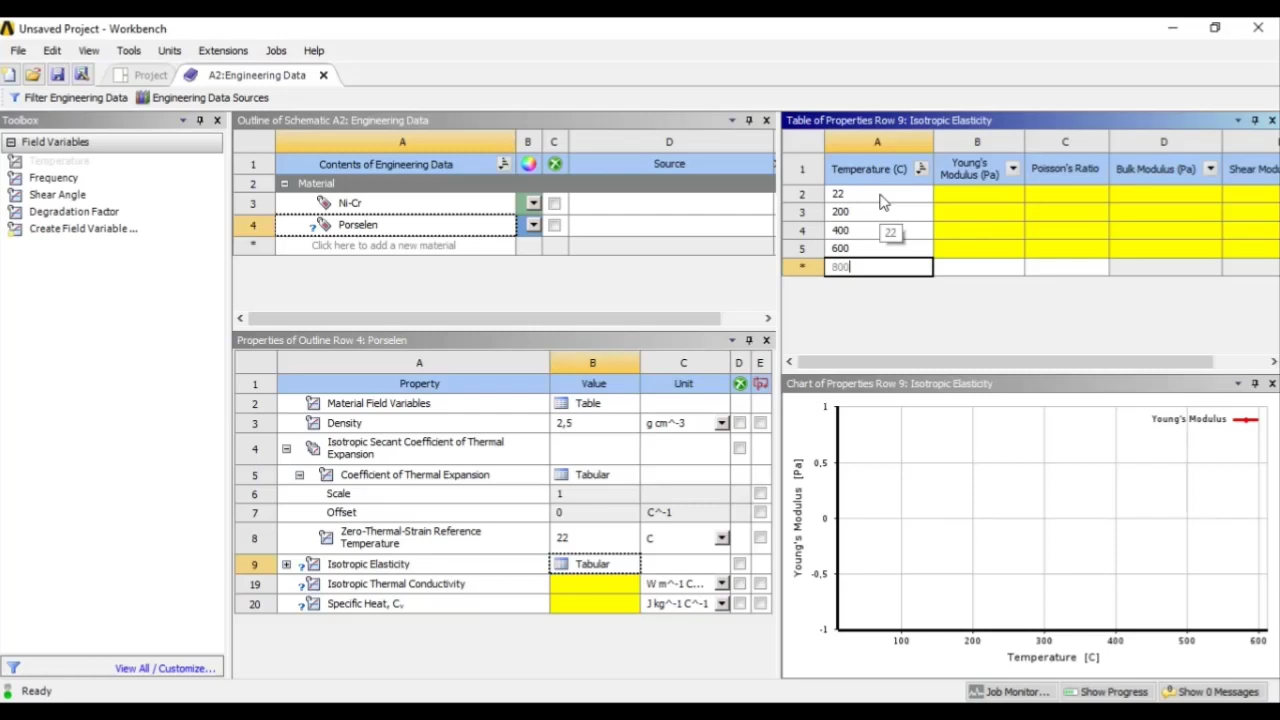 Unsaved Project - Workbench
File Edit View Tools Units Extensions Jobs Help
Project A2:Engineering Data
Filter Engineering Data Engineering Data Sources
Toolbox
Field Variables
Temperature
Frequency
Shear Angle
Degradation Factor
Create Field Variable ...
View All / Customize...
Outline of Schematic A2: Engineering Data
A B C D
1 Contents of Engineering Data Source
2 Material
3 Ni-Cr
4 ? Porselen
* Click here to add a new material
Properties of Outline Row 4: Porselen
A B C D E
1 Property Value Unit
2 Material Field Variables Table
3 Density 2,5 g cm^-3
4 Isotropic Secant Coefficient of Thermal
Expansion
5 Coefficient of Thermal Expansion Tabular
6 Scale 1
7 Offset 0 C^-1
8 Zero-Thermal-Strain Reference
Temperature 22 C
9 ? Isotropic Elasticity Tabular
19 ? Isotropic Thermal Conductivity W m^-1 C...
20 ? Specific Heat, Cᵥ J kg^-1 C^-1
Table of Properties Row 9: Isotropic Elasticity
A B C D
1 Temperature (C) Young's
Modulus (Pa) Poisson's Ratio Bulk Modulus (Pa) Shear Mod
2 22
3 200
4 400
22
5 600
* 800
Chart of Properties Row 9: Isotropic Elasticity
Young's Modulus
Young's Modulus [Pa]
1
0,5
0
-0,5
-1
100 200 300 400 500 600
Temperature [C]
Ready
Job Monitor... Show Progress Show 0 Messages